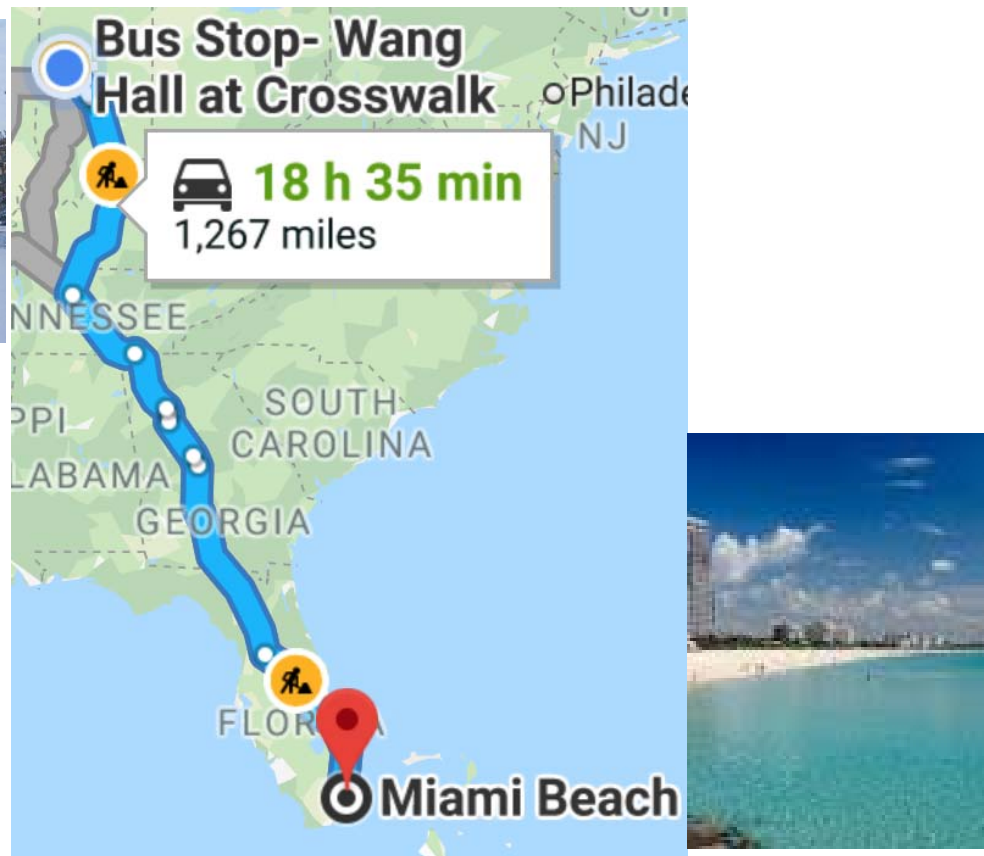 Bus Stop- Wang
Hall at Crosswalk
Philade
NJ
18 h 35 min
1,267 miles
NNESSEE
SOUTH
CAROLINA
PPI
LABAMA
GEORGIA
FLOR
A
Miami Beach